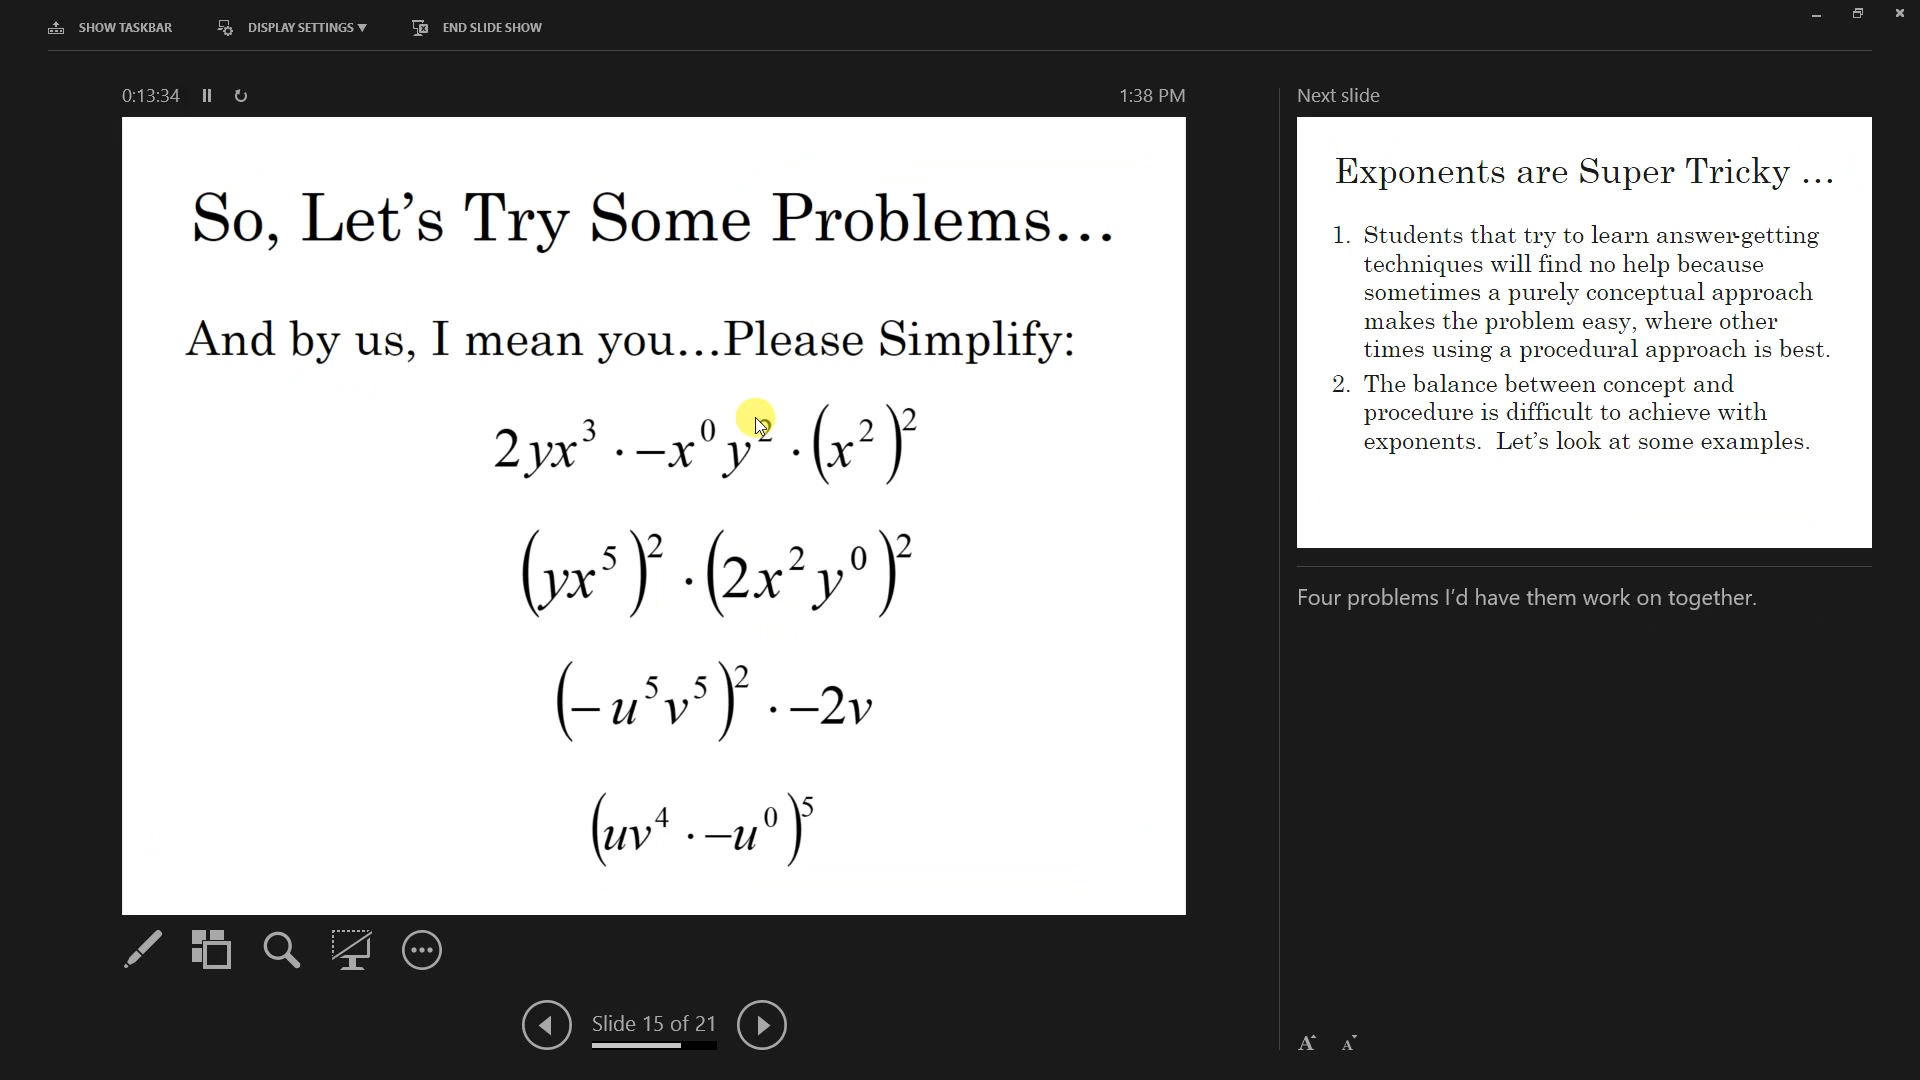 SHOW TASKBAR
DISPLAY SETTINGS ▼
END SLIDE SHOW
0:13:34
1:38 PM
So, Let's Try Some Problems…
And by us, I mean you…Please Simplify:
2yx³ · −x⁰y² · (x²)²
(yx⁵)² · (2x²y⁰)²
(−u⁵v⁵)² · −2v
(uv⁴ · −u⁰)⁵
Slide 15 of 21
Next slide
Exponents are Super Tricky …
1. Students that try to learn answer-getting
techniques will find no help because
sometimes a purely conceptual approach
makes the problem easy, where other
times using a procedural approach is best.
2. The balance between concept and
procedure is difficult to achieve with
exponents. Let's look at some examples.
Four problems I'd have them work on together.
A A